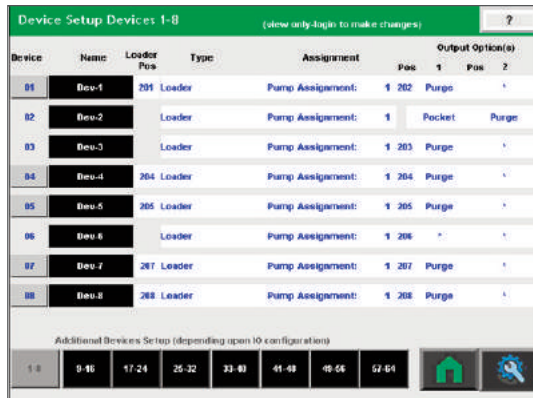 Device Setup Devices 1-8 (view only-login to make changes) ?
Device Name Loader Pos Type Assignment Output Option(s)
Pos 1 Pos 2
01 Dev-1 201 Loader Pump Assignment: 1 202 Purge *
02 Dev-2 Loader Pump Assignment: 1 Pocket Purge
03 Dev-3 Loader Pump Assignment: 1 203 Purge *
04 Dev-4 204 Loader Pump Assignment: 1 204 Purge *
05 Dev-5 205 Loader Pump Assignment: 1 205 Purge *
06 Dev-6 Loader Pump Assignment: 1 206 * *
07 Dev-7 207 Loader Pump Assignment: 1 207 Purge *
08 Dev-8 208 Loader Pump Assignment: 1 208 Purge *
Additional Devices Setup (depending upon IO configuration)
1-8 9-16 17-24 25-32 33-40 41-48 49-56 57-64